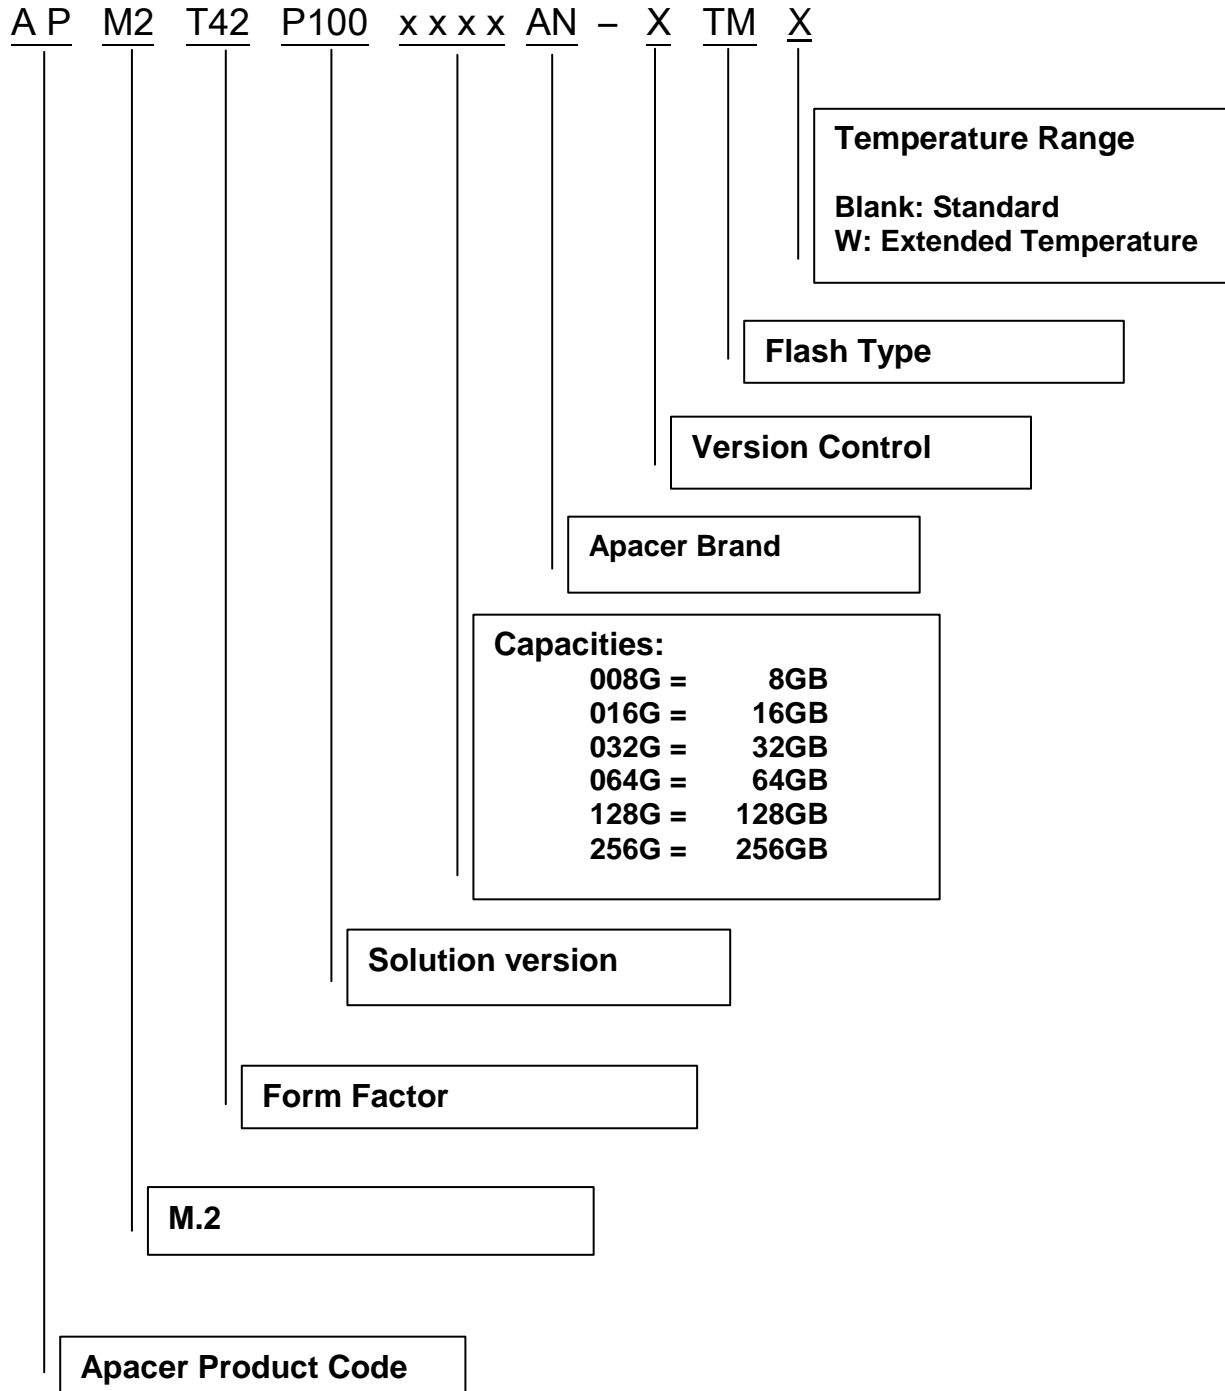 A P M2 T42 P100 x x x x AN – X TM X
Temperature Range
Blank: Standard
W: Extended Temperature
Flash Type
Version Control
Apacer Brand
Capacities:
008G = 8GB
016G = 16GB
032G = 32GB
064G = 64GB
128G = 128GB
256G = 256GB
Solution version
Form Factor
M.2
Apacer Product Code